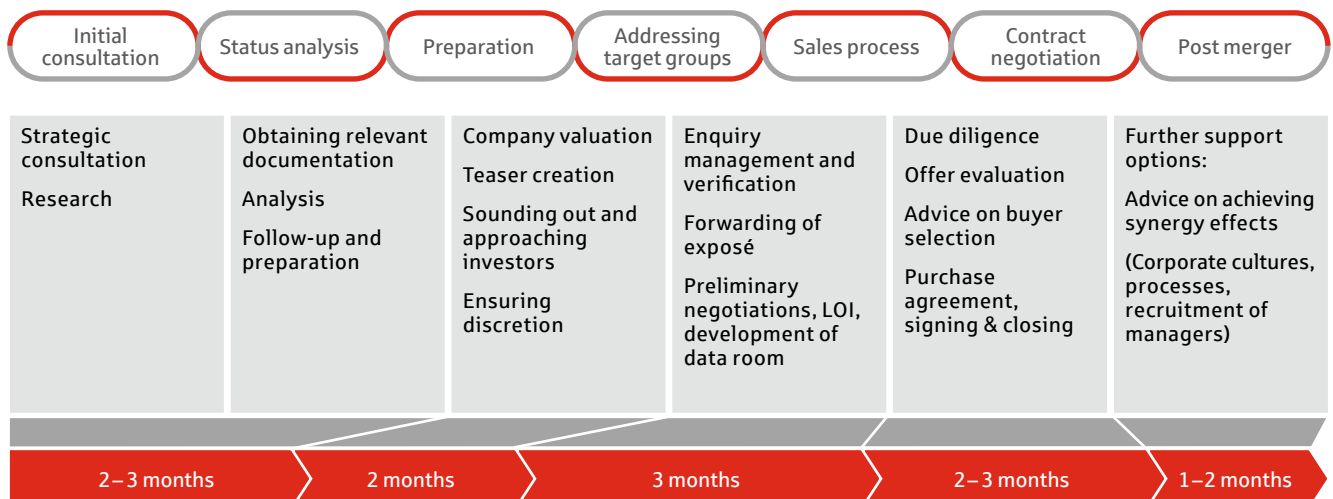 Initial
consultation
Status analysis
Preparation
Addressing
target groups
Sales process
Contract
negotiation
Post merger
Strategic
consultation
Research
Obtaining relevant
documentation
Analysis
Follow-up and
preparation
Company valuation
Teaser creation
Sounding out and
approaching
investors
Ensuring
discretion
Enquiry
management and
verification
Forwarding of
exposé
Preliminary
negotiations, LOI,
development of
data room
Due diligence
Offer evaluation
Advice on buyer
selection
Purchase
agreement,
signing & closing
Further support
options:
Advice on achieving
synergy effects
(Corporate cultures,
processes,
recruitment of
managers)
2–3 months
2 months
3 months
2–3 months
1–2 months